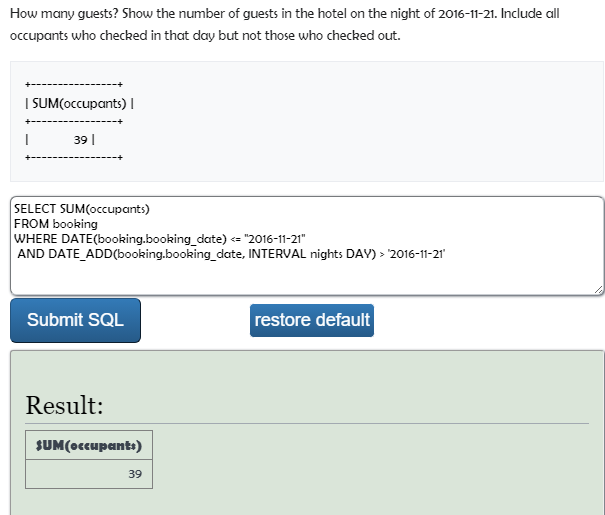 How many guests? Show the number of guests in the hotel on the night of 2016-11-21. Include all
occupants who checked in that day but not those who checked out.
+----------------+
| SUM(occupants) |
+----------------+
|             39 |
+----------------+
SELECT SUM(occupants)
FROM booking
WHERE DATE(booking.booking_date) <= "2016-11-21"
 AND DATE_ADD(booking.booking_date, INTERVAL nights DAY) > '2016-11-21'
Submit SQL restore default
Result:
SUM(occupants)
39